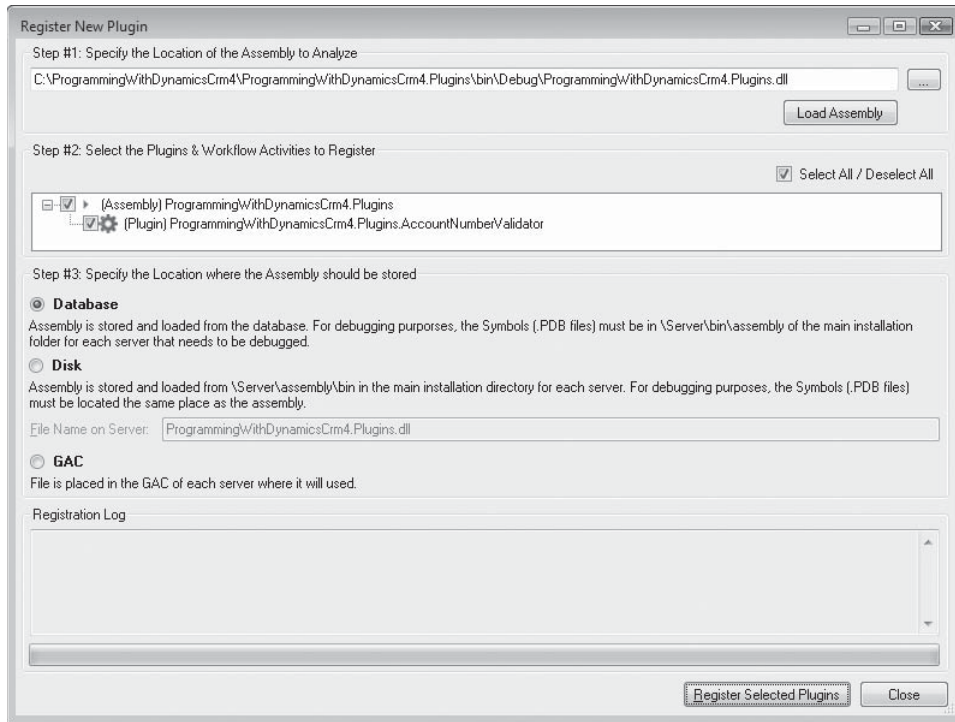 Register New Plugin
Step #1: Specify the Location of the Assembly to Analyze
C:\ProgrammingWithDynamicsCrm4\ProgrammingWithDynamicsCrm4.Plugins\bin\Debug\ProgrammingWithDynamicsCrm4.Plugins.dll
...
Load Assembly
Step #2: Select the Plugins & Workflow Activities to Register
Select All / Deselect All
(Assembly) ProgrammingWithDynamicsCrm4.Plugins
(Plugin) ProgrammingWithDynamicsCrm4.Plugins.AccountNumberValidator
Step #3: Specify the Location where the Assembly should be stored
Database
Assembly is stored and loaded from the database. For debugging purporses, the Symbols (.PDB files) must be in \Server\bin\assembly of the main installation
folder for each server that needs to be debugged.
Disk
Assembly is stored and loaded from \Server\assembly\bin in the main installation directory for each server. For debugging purposes, the Symbols (.PDB files)
must be located the same place as the assembly.
File Name on Server: ProgrammingWithDynamicsCrm4.Plugins.dll
GAC
File is placed in the GAC of each server where it will used.
Registration Log
Register Selected Plugins
Close